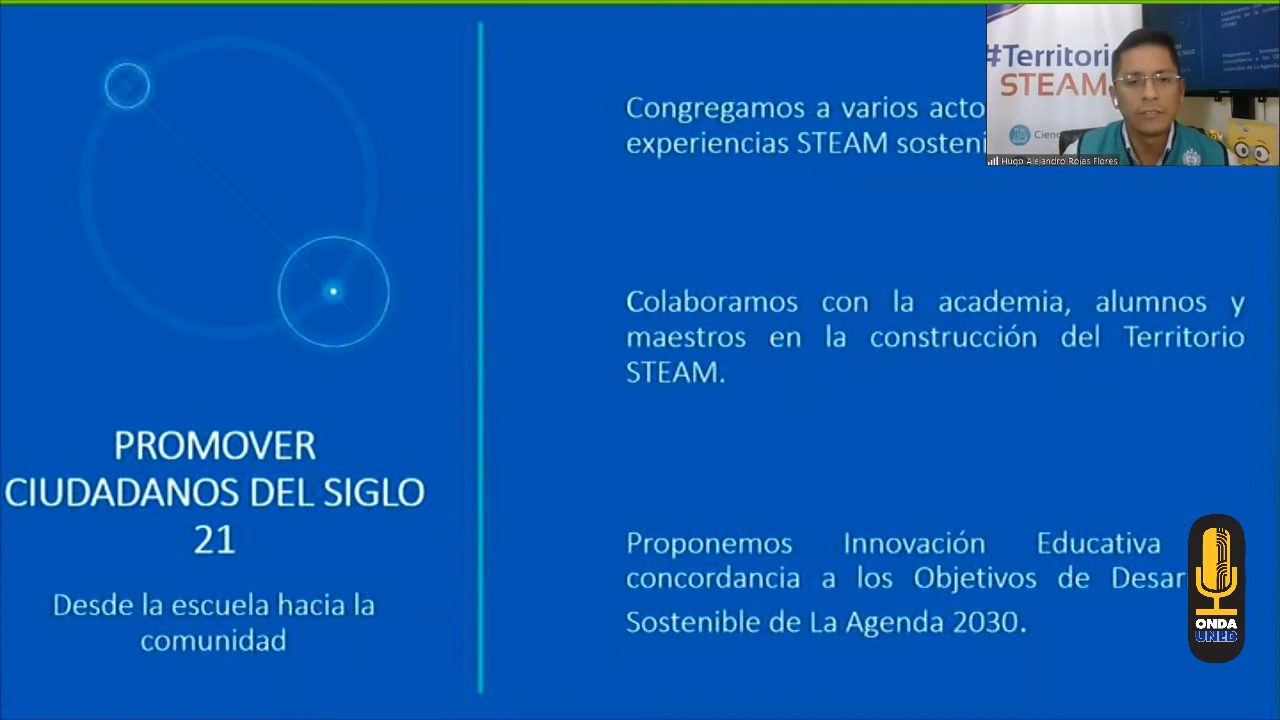 PROMOVER
CIUDADANOS DEL SIGLO
21
Desde la escuela hacia la
comunidad
Congregamos a varios acto
experiencias STEAM sosteni
Colaboramos con la academia, alumnos y
maestros en la construcción del Territorio
STEAM.
Proponemos Innovación Educativa
concordancia a los Objetivos de Desar
Sostenible de La Agenda 2030.
#Territori
STEAM
Cienc
Hugo Alejandro Rojas Flores
ONDA
UNED